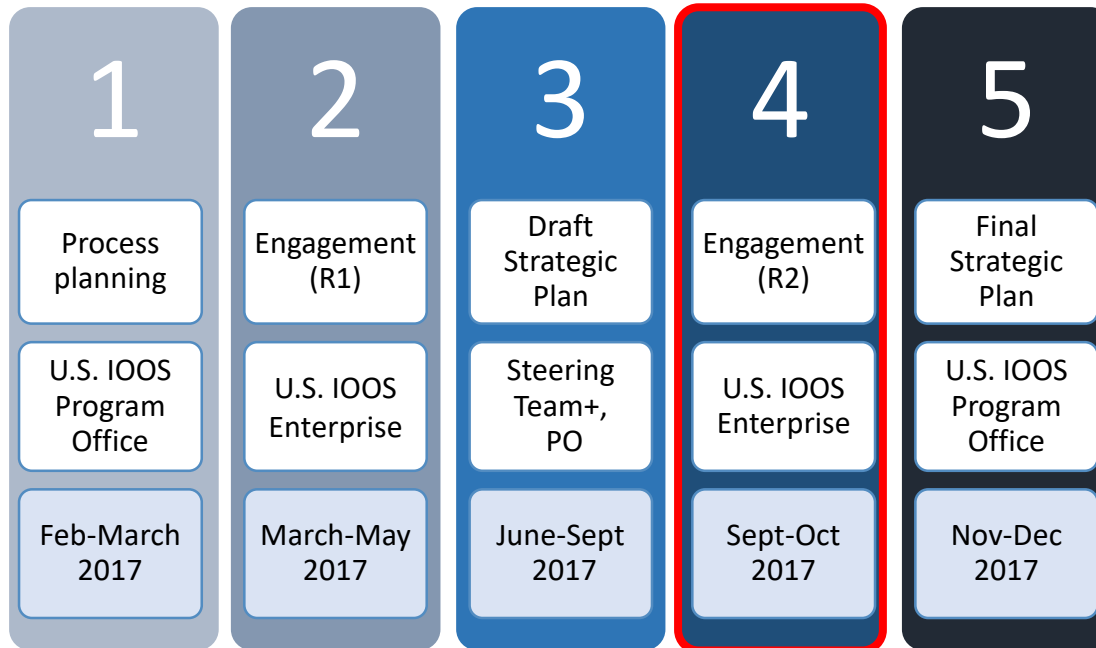 1
Process
planning
U.S. IOOS
Program
Office
Feb-March
2017
2
Engagement
(R1)
U.S. IOOS
Enterprise
March-May
2017
3
Draft
Strategic
Plan
Steering
Team+,
PO
June-Sept
2017
4
Engagement
(R2)
U.S. IOOS
Enterprise
Sept-Oct
2017
5
Final
Strategic
Plan
U.S. IOOS
Program
Office
Nov-Dec
2017